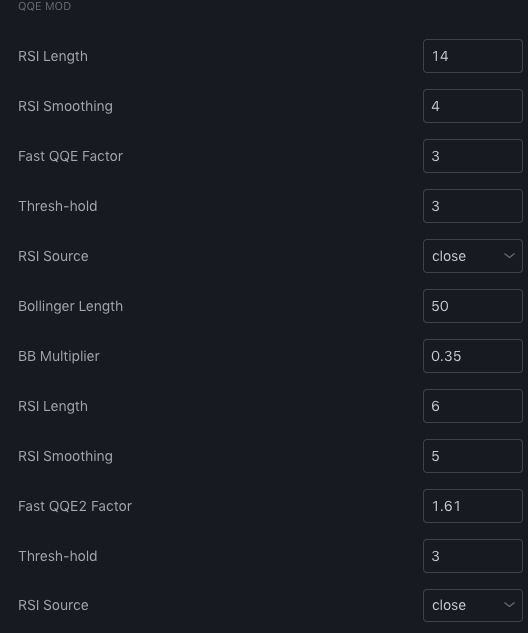 QQE MOD
RSI Length 14
RSI Smoothing 4
Fast QQE Factor 3
Thresh-hold 3
RSI Source close
Bollinger Length 50
BB Multiplier 0.35
RSI Length 6
RSI Smoothing 5
Fast QQE2 Factor 1.61
Thresh-hold 3
RSI Source close